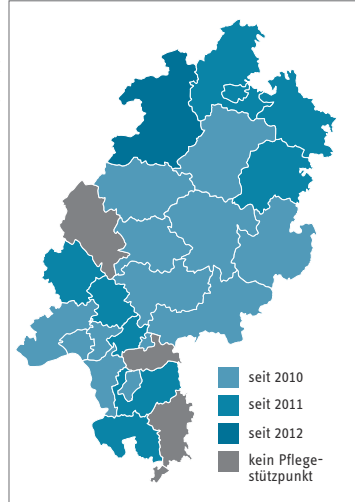 seit 2010
seit 2011
seit 2012
kein Pflege-
stützpunkt